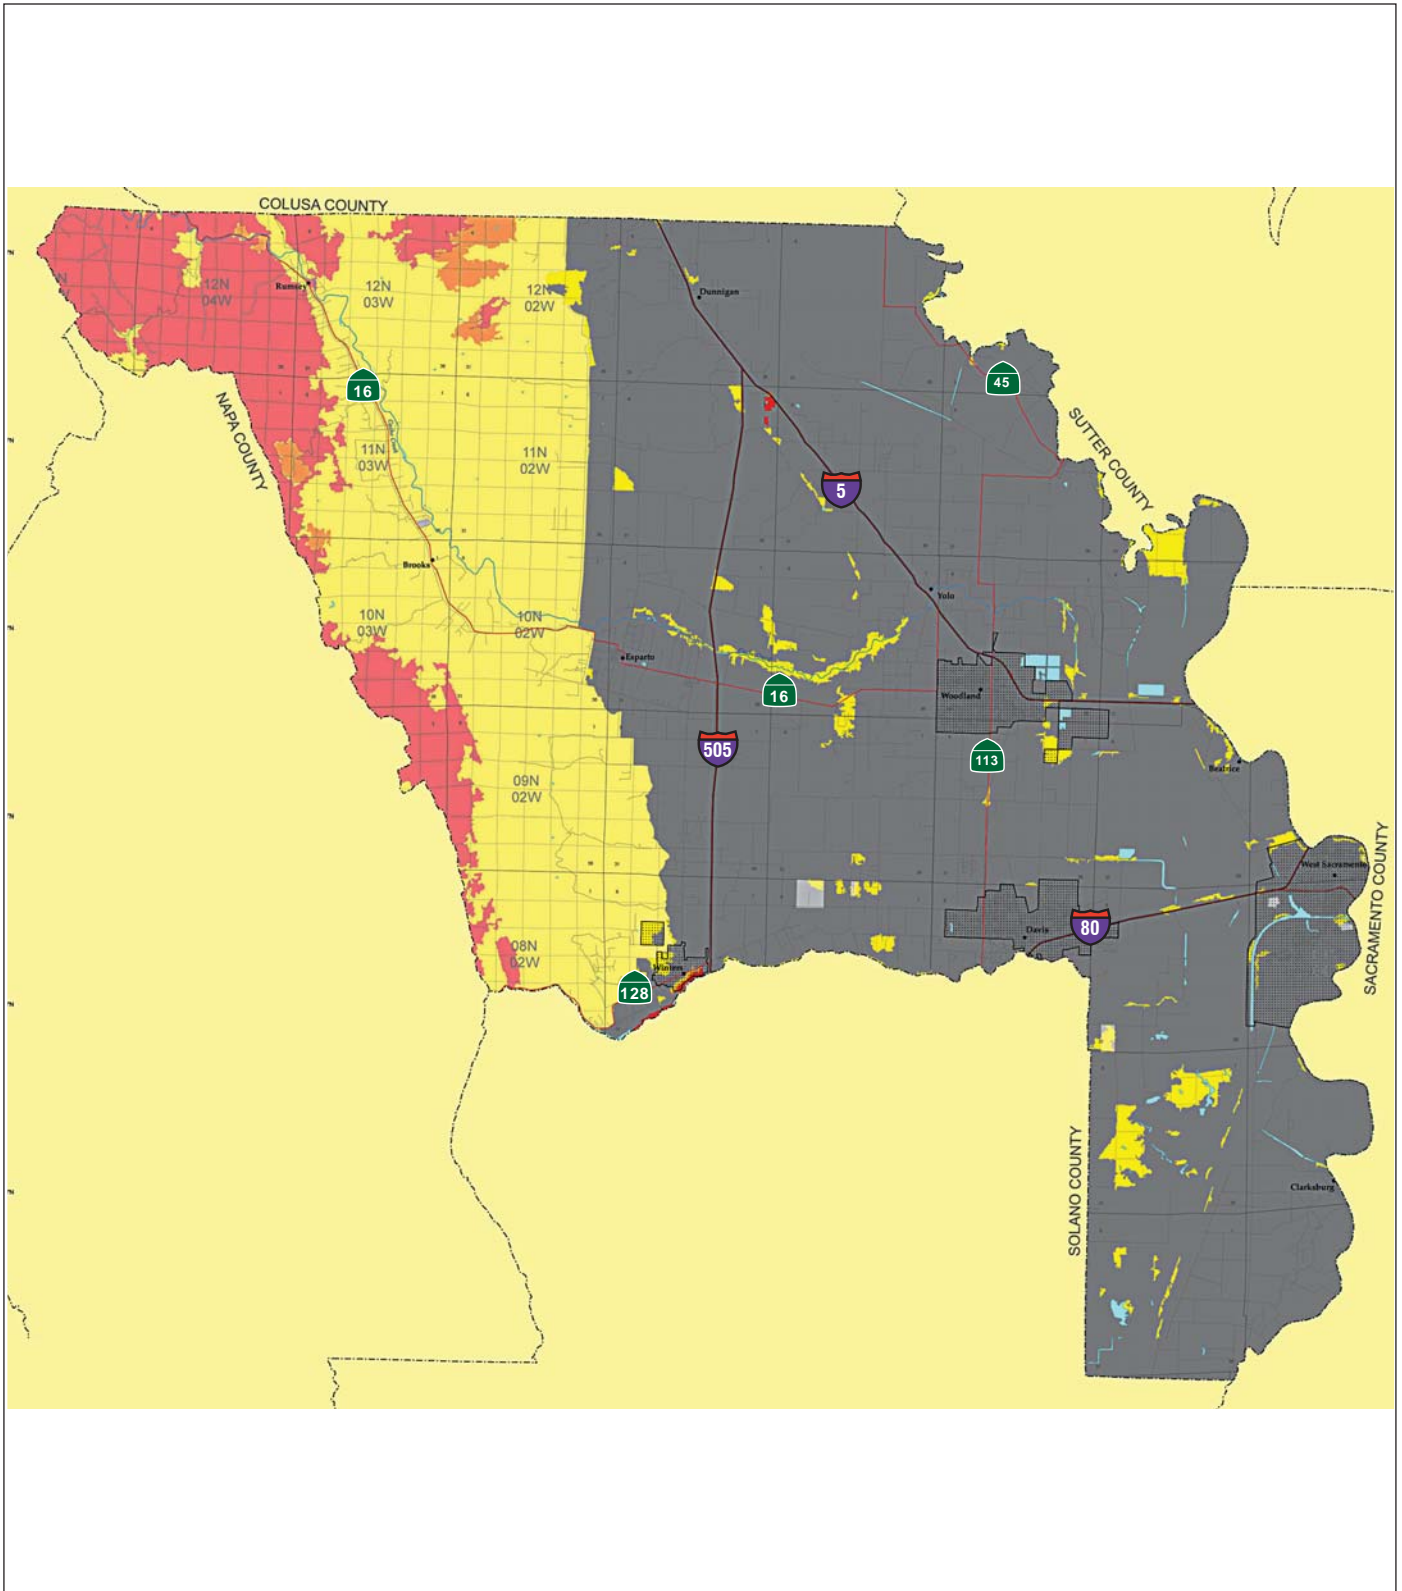 COLUSA COUNTY
12N
04W
Rumsey
12N
03W
12N
02W
Dunnigan
16
45
NAPA COUNTY
SUTTER COUNTY
11N
03W
11N
02W
5
Brooks
Yolo
10N
03W
10N
02W
Esparto
16
Woodland
505
113
Beatrice
09N
02W
West Sacramento
SACRAMENTO COUNTY
80
Davis
08N
02W
Winters
128
SOLANO COUNTY
Clarksburg